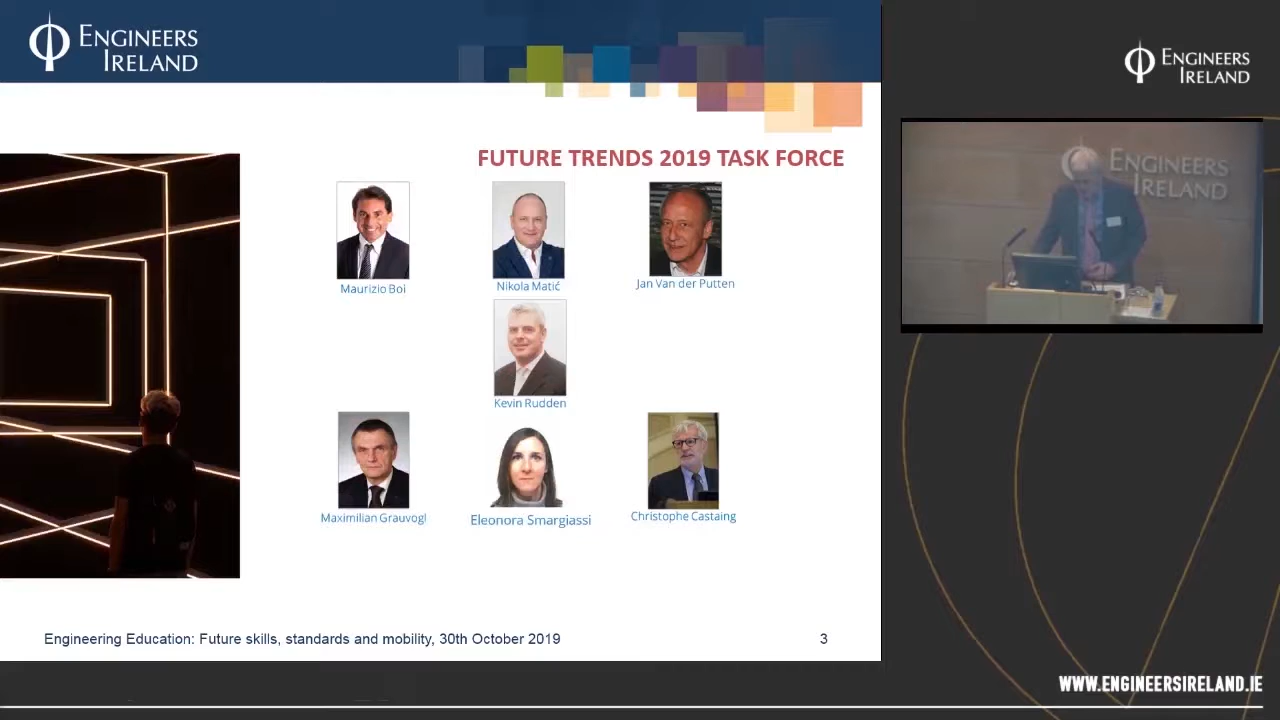 ENGINEERS
IRELAND
ENGINEERS
IRELAND
FUTURE TRENDS 2019 TASK FORCE
ENGINEERS
IRELAND
Maurizio Boi
Nikola Matić
Jan Van der Putten
Kevin Rudden
Maximilian Grauvogl
Eleonora Smargiassi
Christophe Castaing
Engineering Education: Future skills, standards and mobility, 30th October 2019
3
WWW.ENGINEERSIRELAND.IE